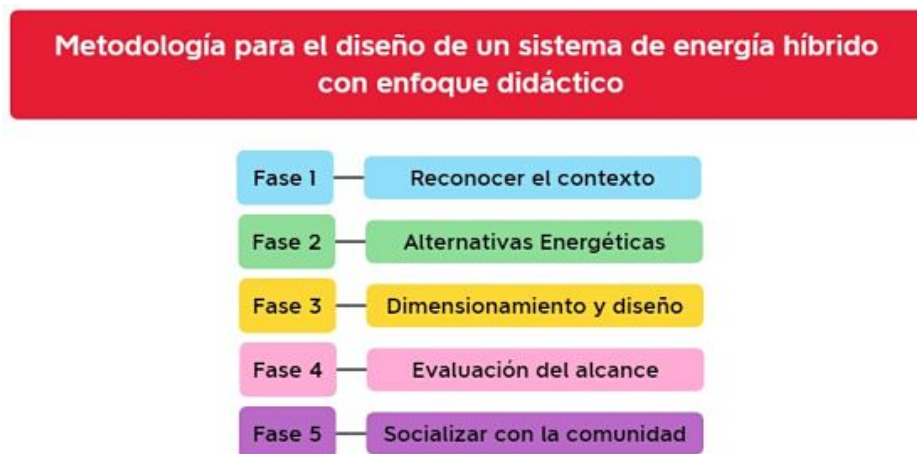 Metodología para el diseño de un sistema de energía híbrido
con enfoque didáctico
Fase 1 Reconocer el contexto
Fase 2 Alternativas Energéticas
Fase 3 Dimensionamiento y diseño
Fase 4 Evaluación del alcance
Fase 5 Socializar con la comunidad